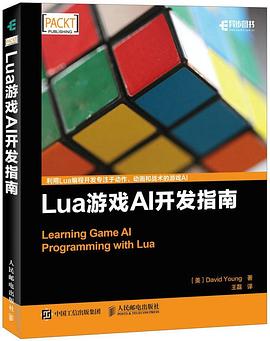 PACKT
PUBLISHING
异步图书
利用Lua编程开发专注于动作、动画和战术的游戏AI
Lua游戏AI开发指南
Learning Game AI
Programming with Lua
[美] David Young 著
王磊 译
中国工信出版集团
人民邮电出版社
Lua游戏AI开发指南
人民邮电出版社